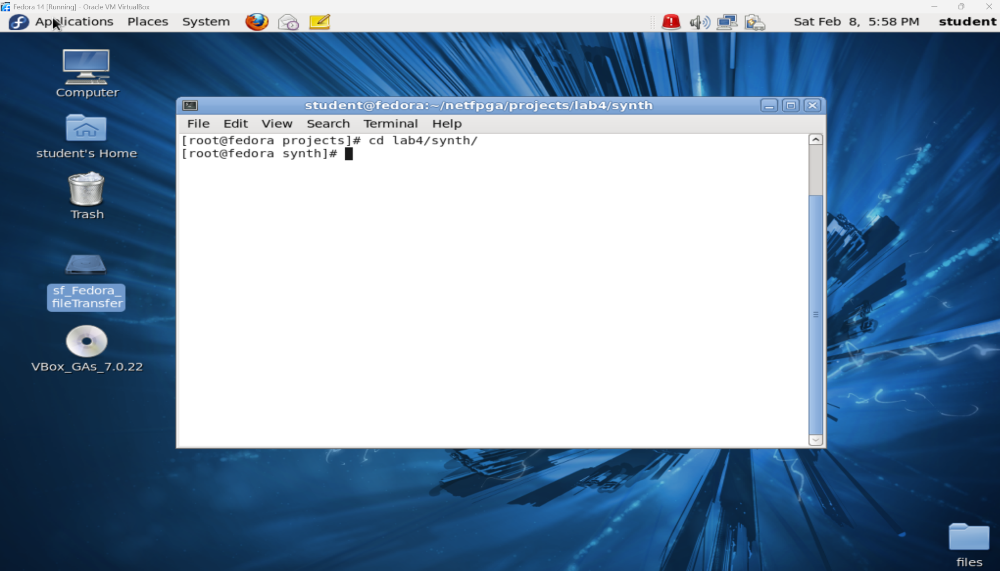 Fedora 14 [Running] - Oracle VM VirtualBox
Applications Places System Sat Feb 8, 5:58 PM student
Computer
student's Home
Trash
sf_Fedora_
fileTransfer
VBox_GAs_7.0.22
student@fedora:~/netfpga/projects/lab4/synth
File Edit View Search Terminal Help
[root@fedora projects]# cd lab4/synth/
[root@fedora synth]#
files